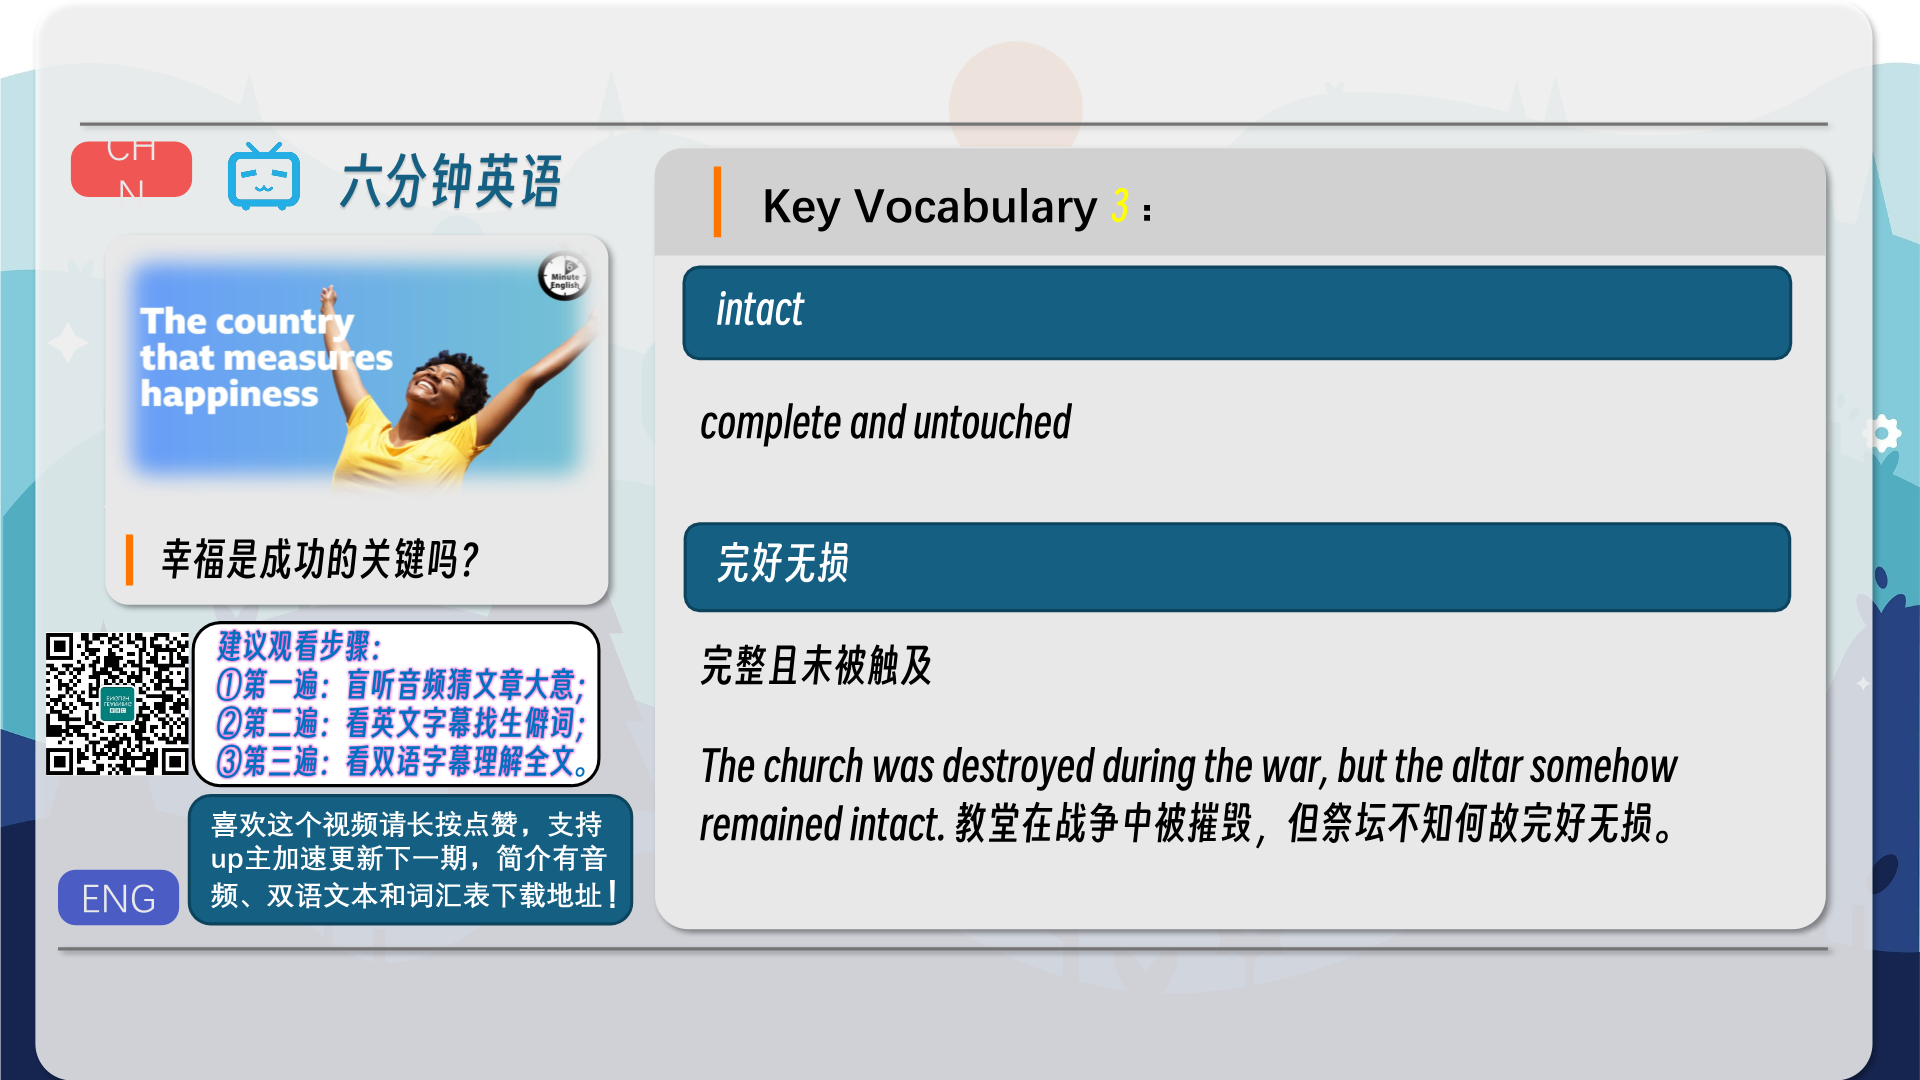 CH
N
六分钟英语
6
Minute
English
The country
that measures
happiness
幸福是成功的关键吗?
建议观看步骤：
①第一遍：盲听音频猜文章大意;
②第二遍：看英文字幕找生僻词;
③第三遍：看双语字幕理解全文。
喜欢这个视频请长按点赞，支持
up主加速更新下一期，简介有音
频、双语文本和词汇表下载地址！
ENG
Key Vocabulary 3：
intact
complete and untouched
完好无损
完整且未被触及
The church was destroyed during the war, but the altar somehow
remained intact. 教堂在战争中被摧毁，但祭坛不知何故完好无损。